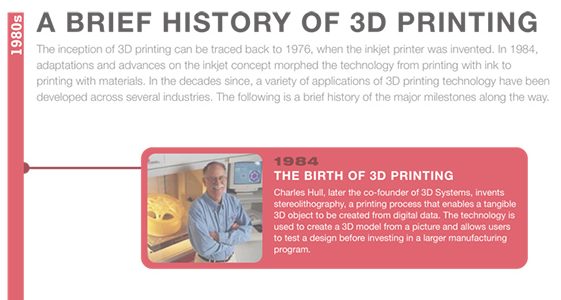 1980s
A BRIEF HISTORY OF 3D PRINTING
The inception of 3D printing can be traced back to 1976, when the inkjet printer was invented. In 1984,
adaptations and advances on the inkjet concept morphed the technology from printing with ink to
printing with materials. In the decades since, a variety of applications of 3D printing technology have been
developed across several industries. The following is a brief history of the major milestones along the way.
1984
THE BIRTH OF 3D PRINTING
Charles Hull, later the co-founder of 3D Systems, invents
stereolithography, a printing process that enables a tangible
3D object to be created from digital data. The technology is
used to create a 3D model from a picture and allows users
to test a design before investing in a larger manufacturing
program.